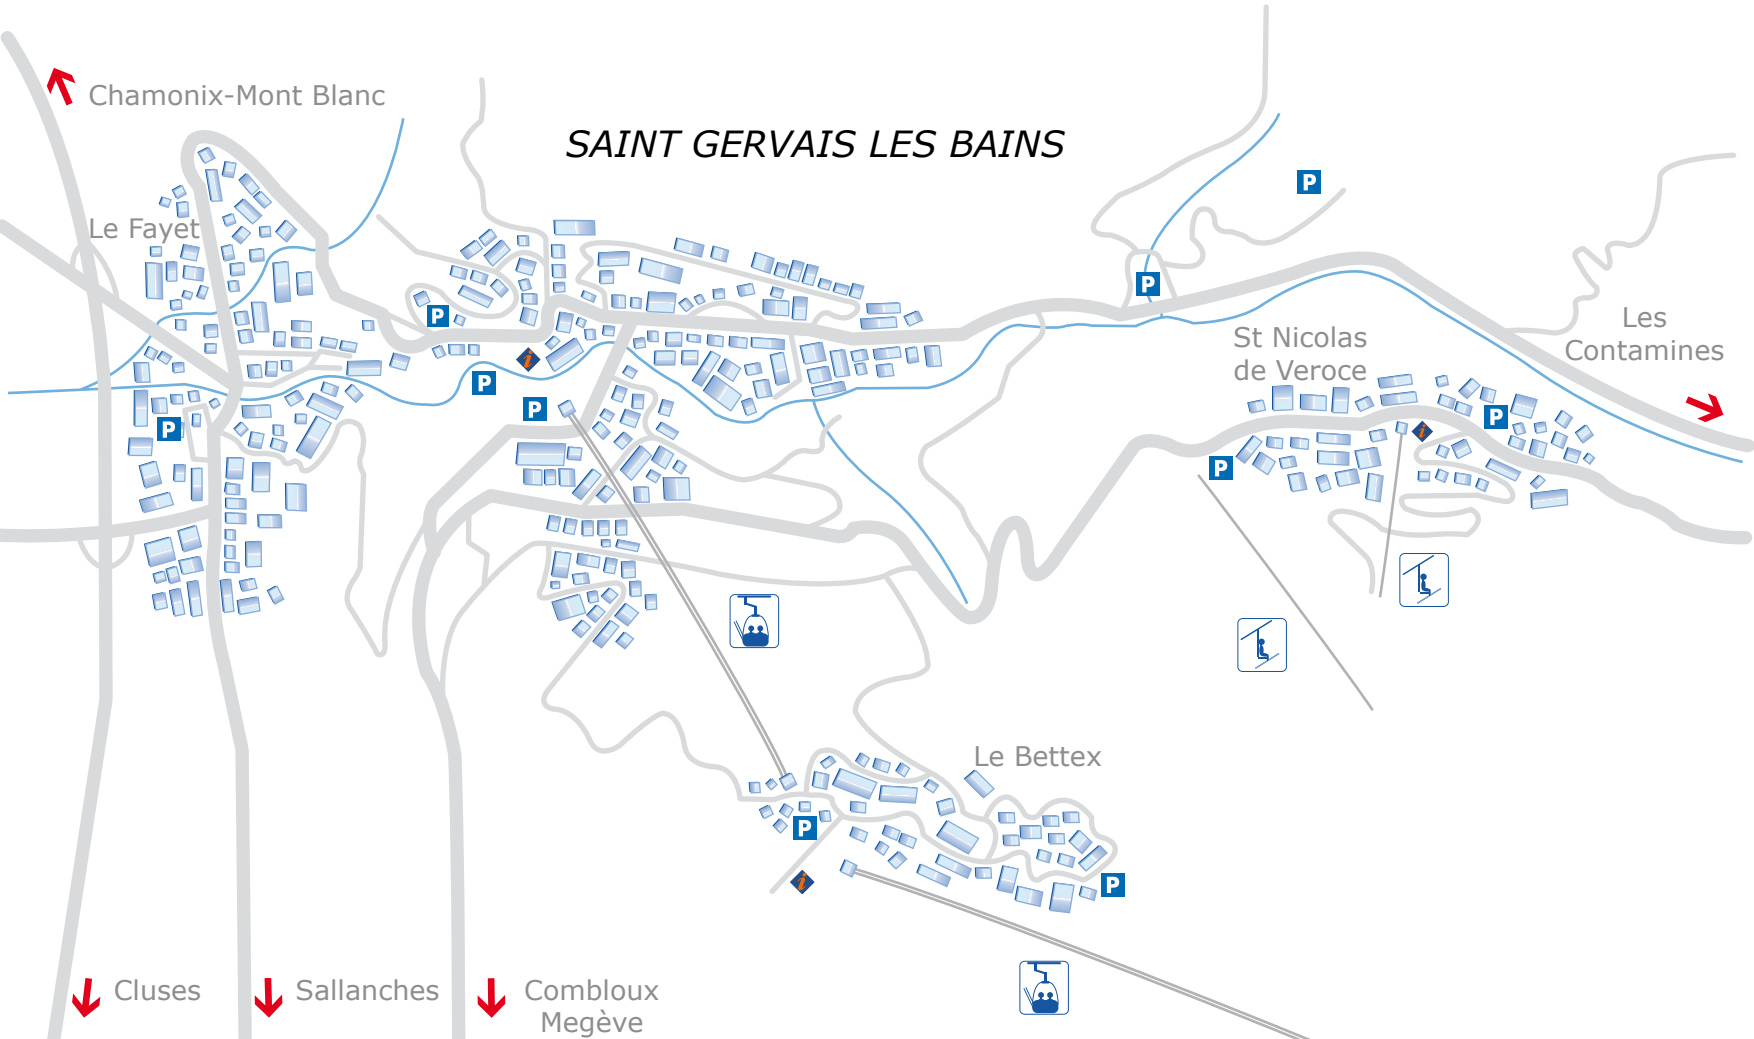 Chamonix-Mont Blanc
SAINT GERVAIS LES BAINS
P
Le Fayet
P
P
i
P
P
P
St Nicolas
de Veroce
Les
Contamines
P
i
P
P
Le Bettex
P
i
P
Cluses
Sallanches
Combloux
Megève